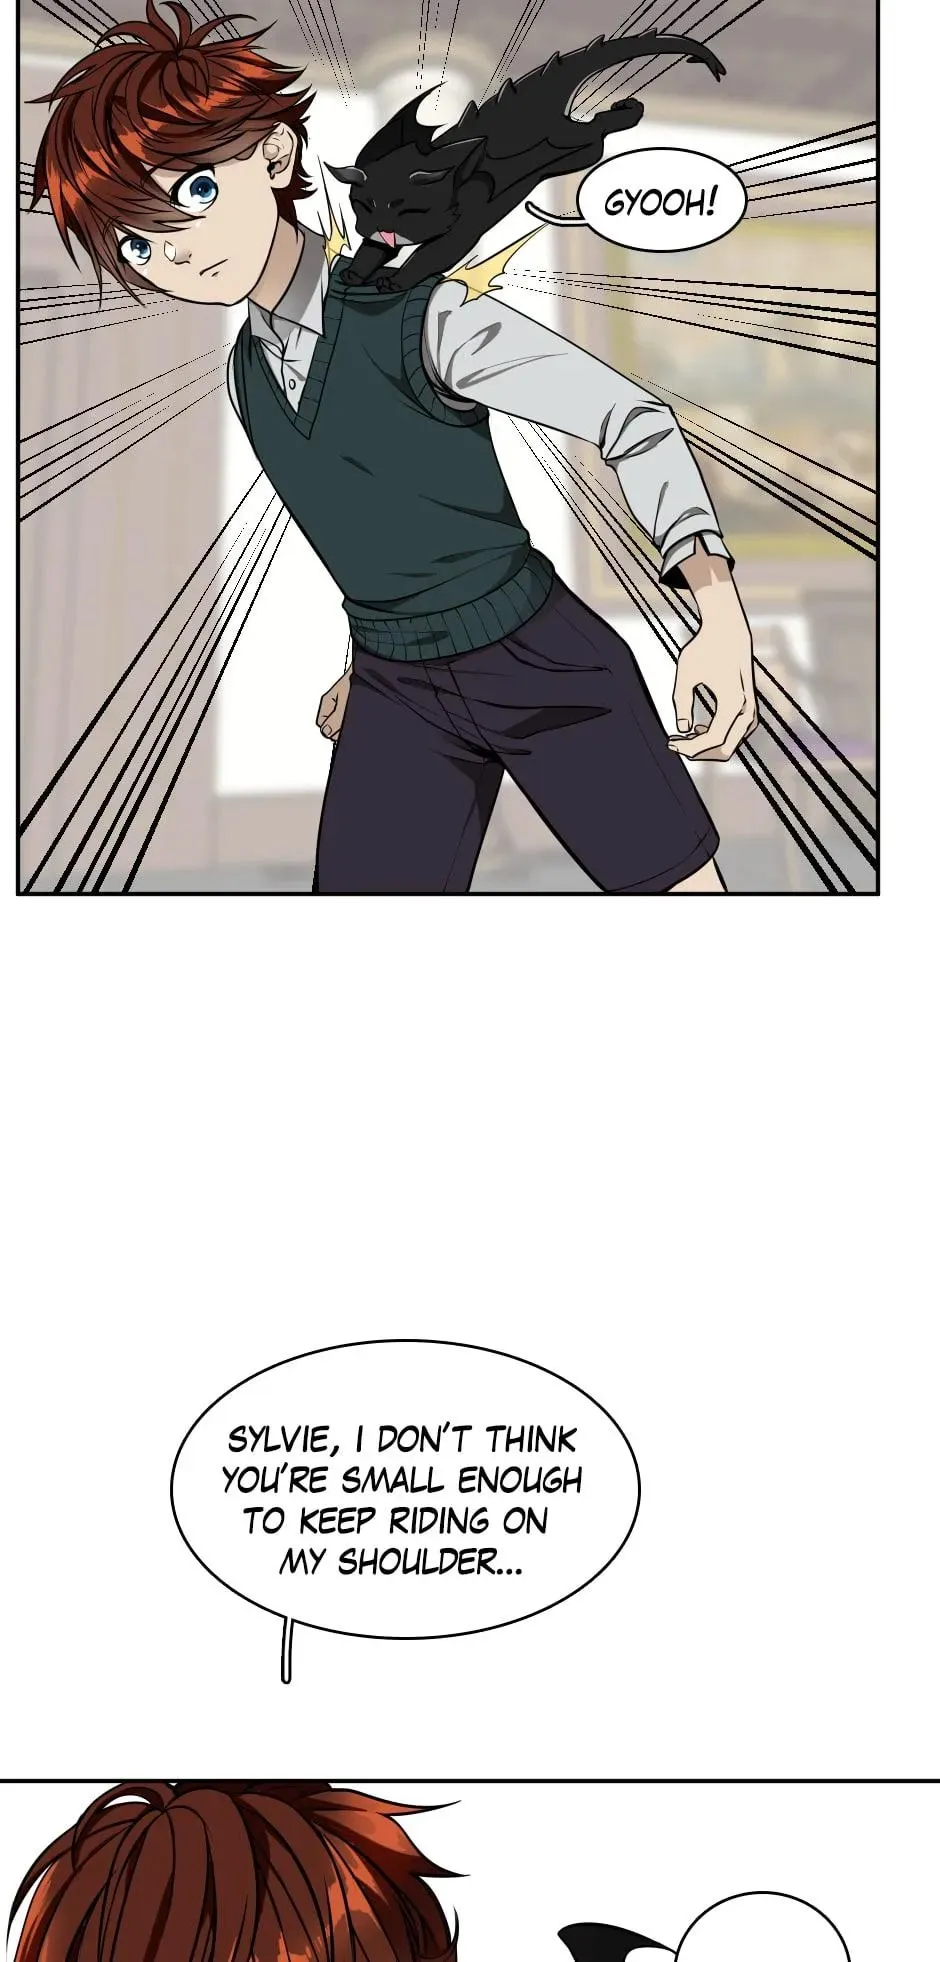 GYOOH!
SYLVIE, I DON'T THINK
YOU'RE SMALL ENOUGH
TO KEEP RIDING ON
MY SHOULDER...